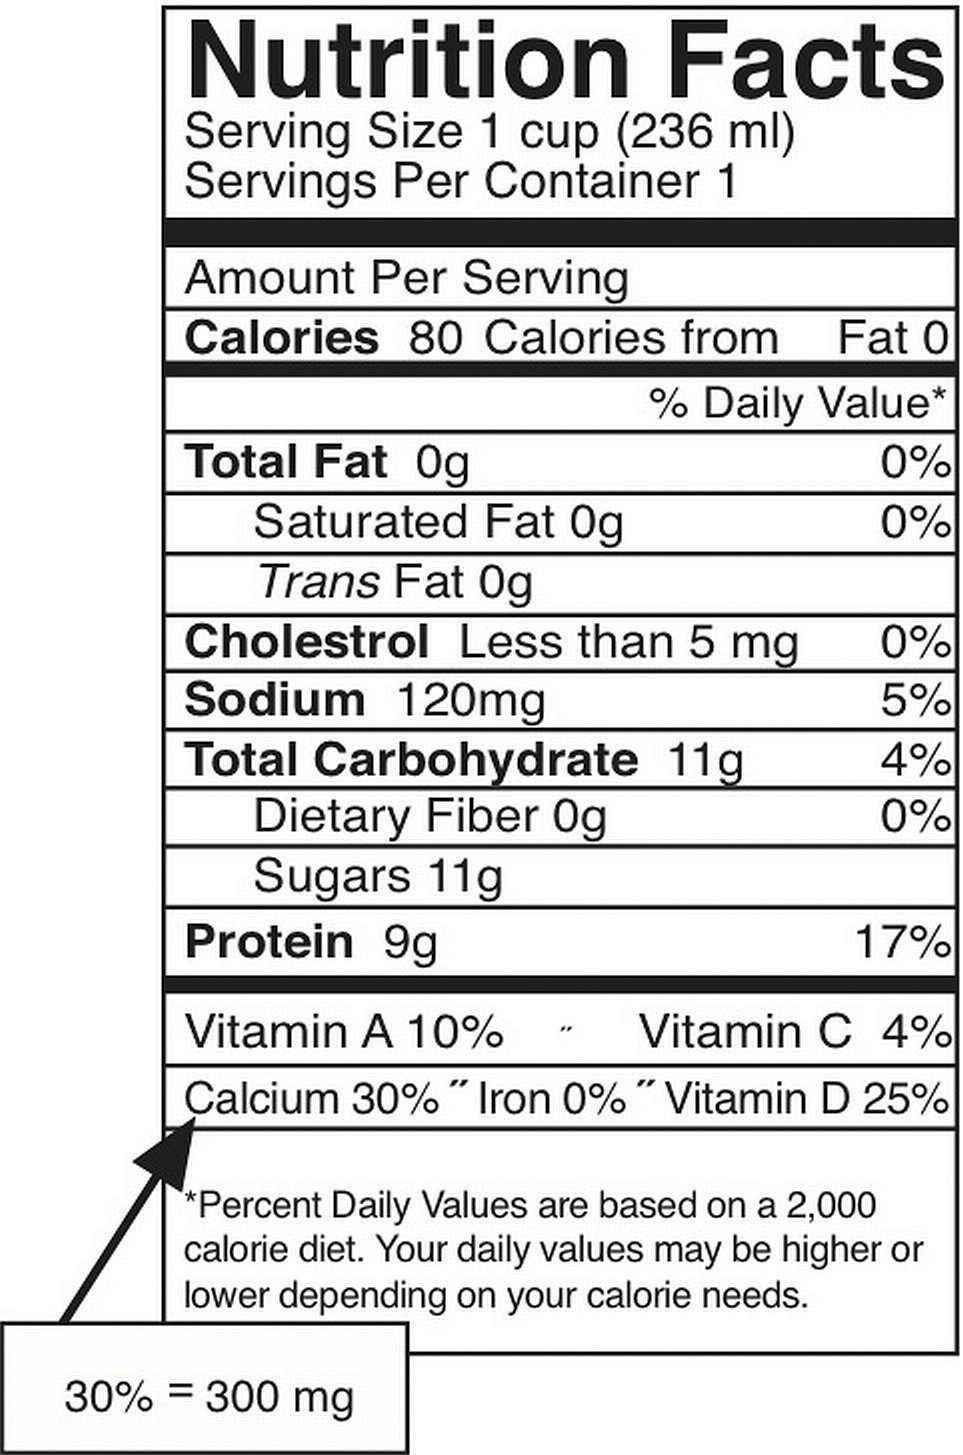 Nutrition Facts
Serving Size 1 cup (236 ml)
Servings Per Container 1
Amount Per Serving
Calories 80 Calories from Fat 0
% Daily Value*
Total Fat 0g 0%
Saturated Fat 0g 0%
Trans Fat 0g
Cholestrol Less than 5 mg 0%
Sodium 120mg 5%
Total Carbohydrate 11g 4%
Dietary Fiber 0g 0%
Sugars 11g
Protein 9g 17%
Vitamin A 10% ˝ Vitamin C 4%
Calcium 30% ˝ Iron 0% ˝ Vitamin D 25%
*Percent Daily Values are based on a 2,000
calorie diet. Your daily values may be higher or
lower depending on your calorie needs.
30% = 300 mg